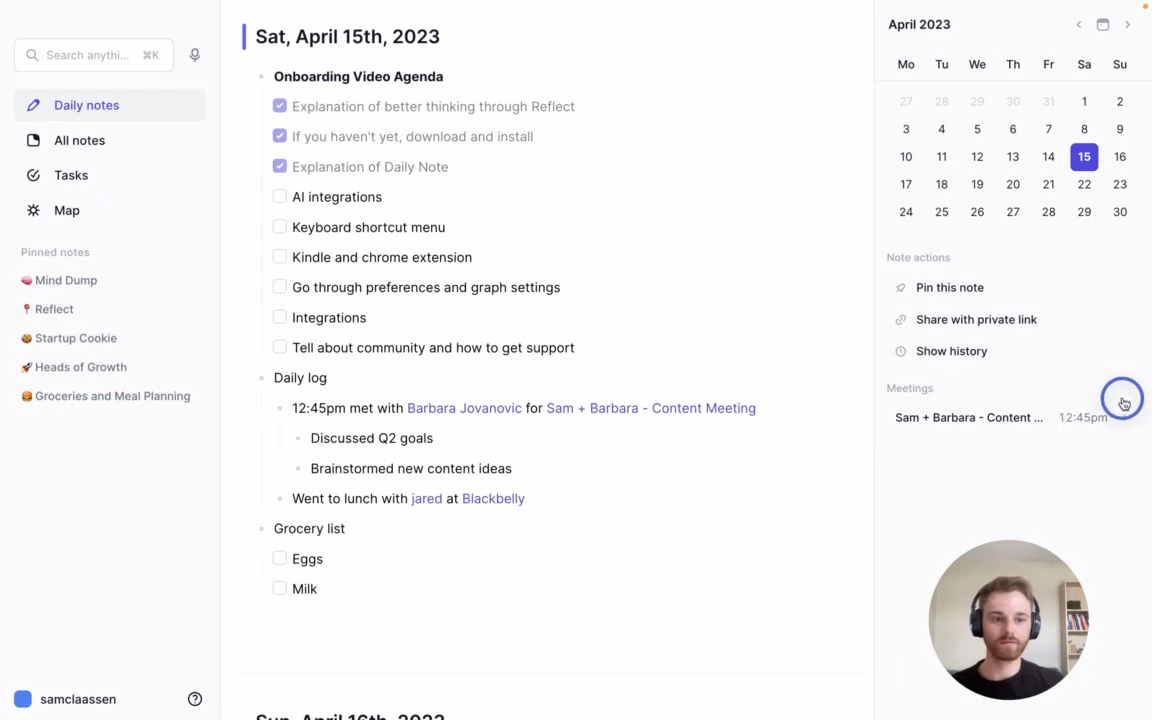 Search anythi... ⌘K
Daily notes
All notes
Tasks
Map
Pinned notes
🧠 Mind Dump
📍 Reflect
🍪 Startup Cookie
🚀 Heads of Growth
🍔 Groceries and Meal Planning
samclaassen
Sat, April 15th, 2023
Onboarding Video Agenda
Explanation of better thinking through Reflect
If you haven't yet, download and install
Explanation of Daily Note
AI integrations
Keyboard shortcut menu
Kindle and chrome extension
Go through preferences and graph settings
Integrations
Tell about community and how to get support
Daily log
12:45pm met with Barbara Jovanovic for Sam + Barbara - Content Meeting
Discussed Q2 goals
Brainstormed new content ideas
Went to lunch with jared at Blackbelly
Grocery list
Eggs
Milk
Sun, April 16th, 2023
April 2023
Mo Tu We Th Fr Sa Su
27 28 29 30 31 1 2
3 4 5 6 7 8 9
10 11 12 13 14 15 16
17 18 19 20 21 22 23
24 25 26 27 28 29 30
Note actions
Pin this note
Share with private link
Show history
Meetings
Sam + Barbara - Content ... 12:45pm